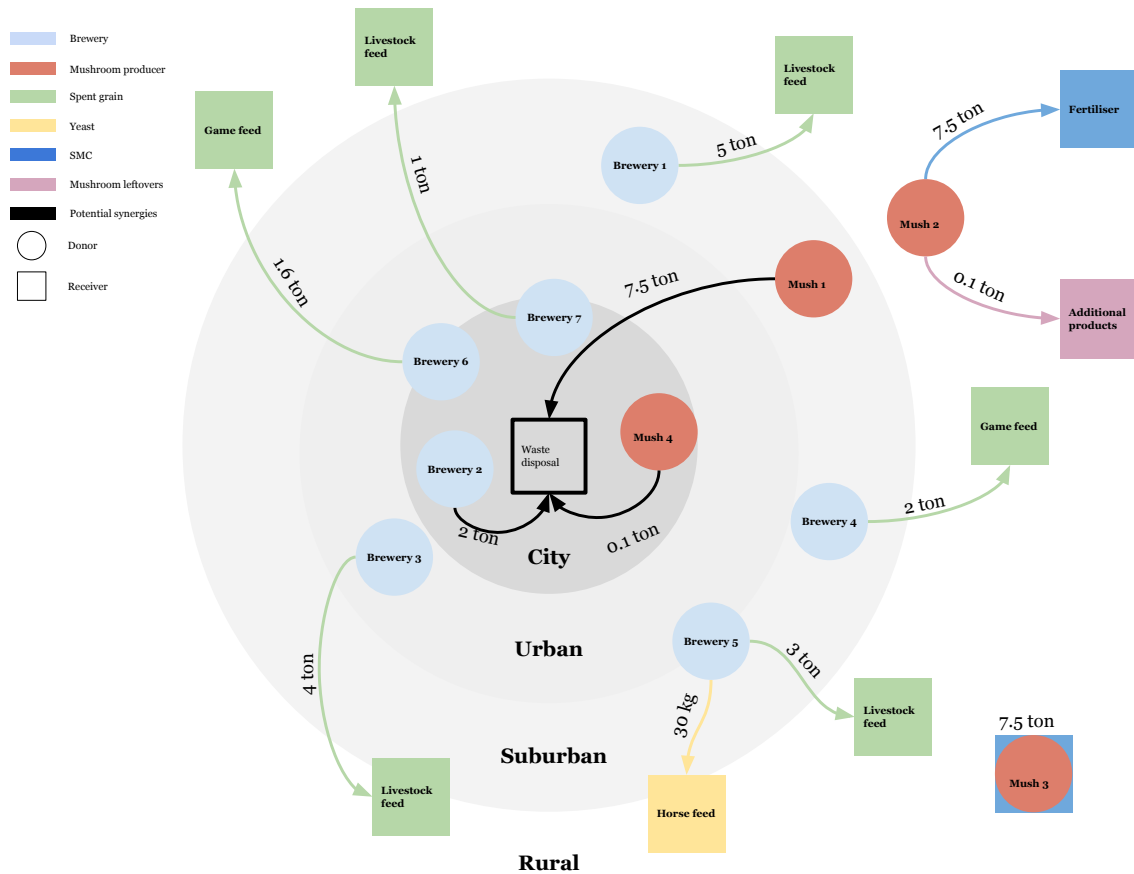 Brewery
Mushroom producer
Spent grain
Yeast
SMC
Mushroom leftovers
Potential synergies
Donor
Receiver
Livestock
feed
Livestock
feed
Game feed
Fertiliser
7.5 ton
5 ton
1 ton
Brewery 1
Mush 2
1.6 ton
7.5 ton
Mush 1
0.1 ton
Additional
products
Brewery 7
Brewery 6
Game feed
Mush 4
Waste
disposal
Brewery 2
2 ton
Brewery 4
2 ton
0.1 ton
Brewery 3
City
Urban
Brewery 5
3 ton
4 ton
30 kg
Livestock
feed
7.5 ton
Suburban
Mush 3
Livestock
feed
Horse feed
Rural